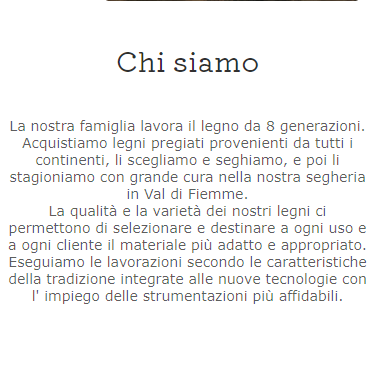 Chi siamo
La nostra famiglia lavora il legno da 8 generazioni.
Acquistiamo legni pregiati provenienti da tutti i
continenti, li scegliamo e seghiamo, e poi li
stagioniamo con grande cura nella nostra segheria
in Val di Fiemme.
La qualità e la varietà dei nostri legni ci
permettono di selezionare e destinare a ogni uso e
a ogni cliente il materiale più adatto e appropriato.
Eseguiamo le lavorazioni secondo le caratteristiche
della tradizione integrate alle nuove tecnologie con
l' impiego delle strumentazioni più affidabili.